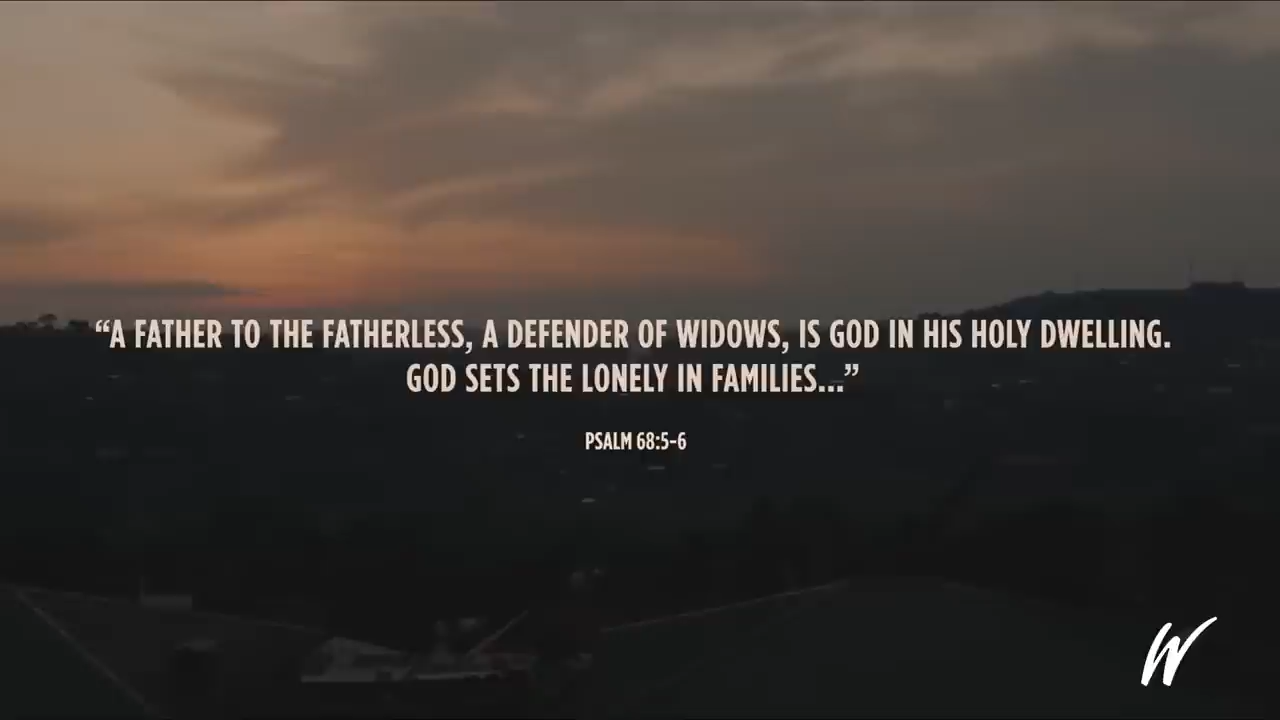 “A FATHER TO THE FATHERLESS, A DEFENDER OF WIDOWS, IS GOD IN HIS HOLY DWELLING.
GOD SETS THE LONELY IN FAMILIES...”
PSALM 68:5-6
W